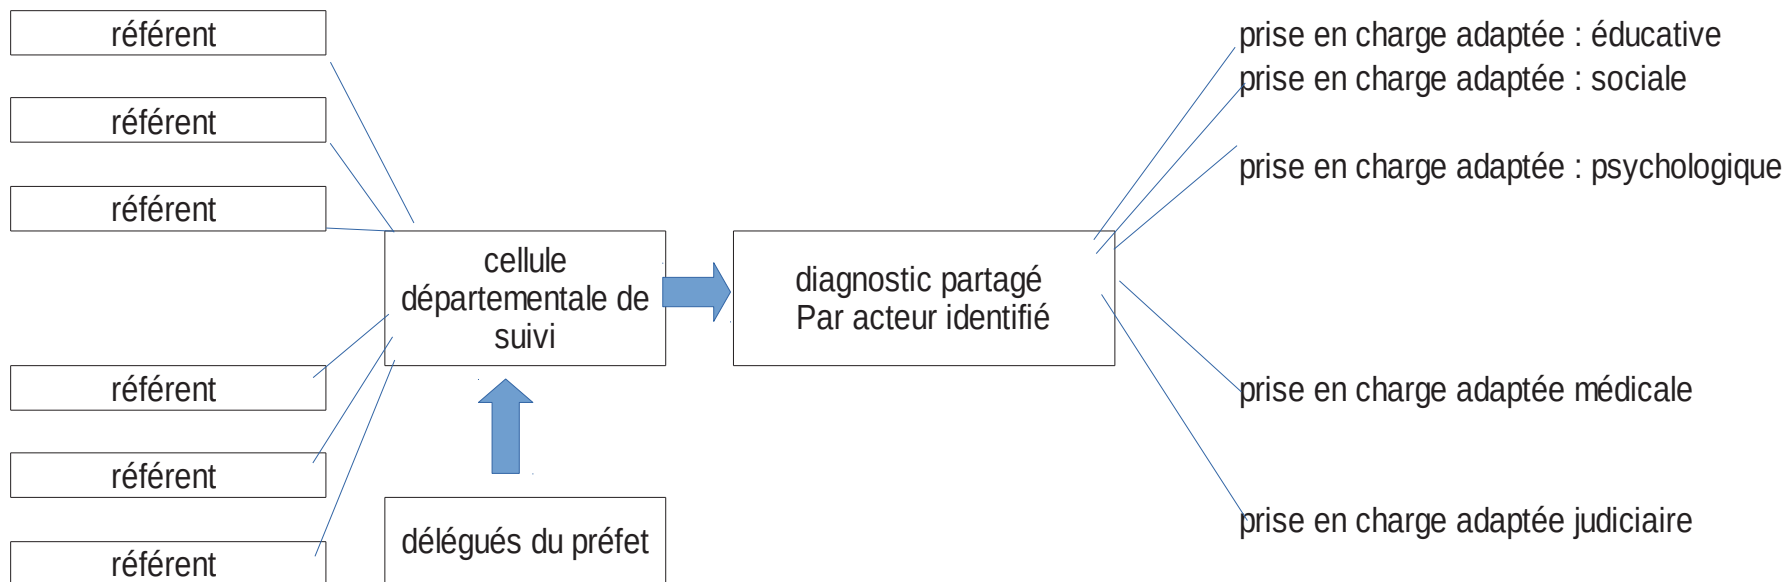 référent
référent
référent
référent
référent
référent
cellule
départementale de
suivi
délégués du préfet
diagnostic partagé
Par acteur identifié
prise en charge adaptée : éducative
prise en charge adaptée : sociale
prise en charge adaptée : psychologique
prise en charge adaptée médicale
prise en charge adaptée judiciaire